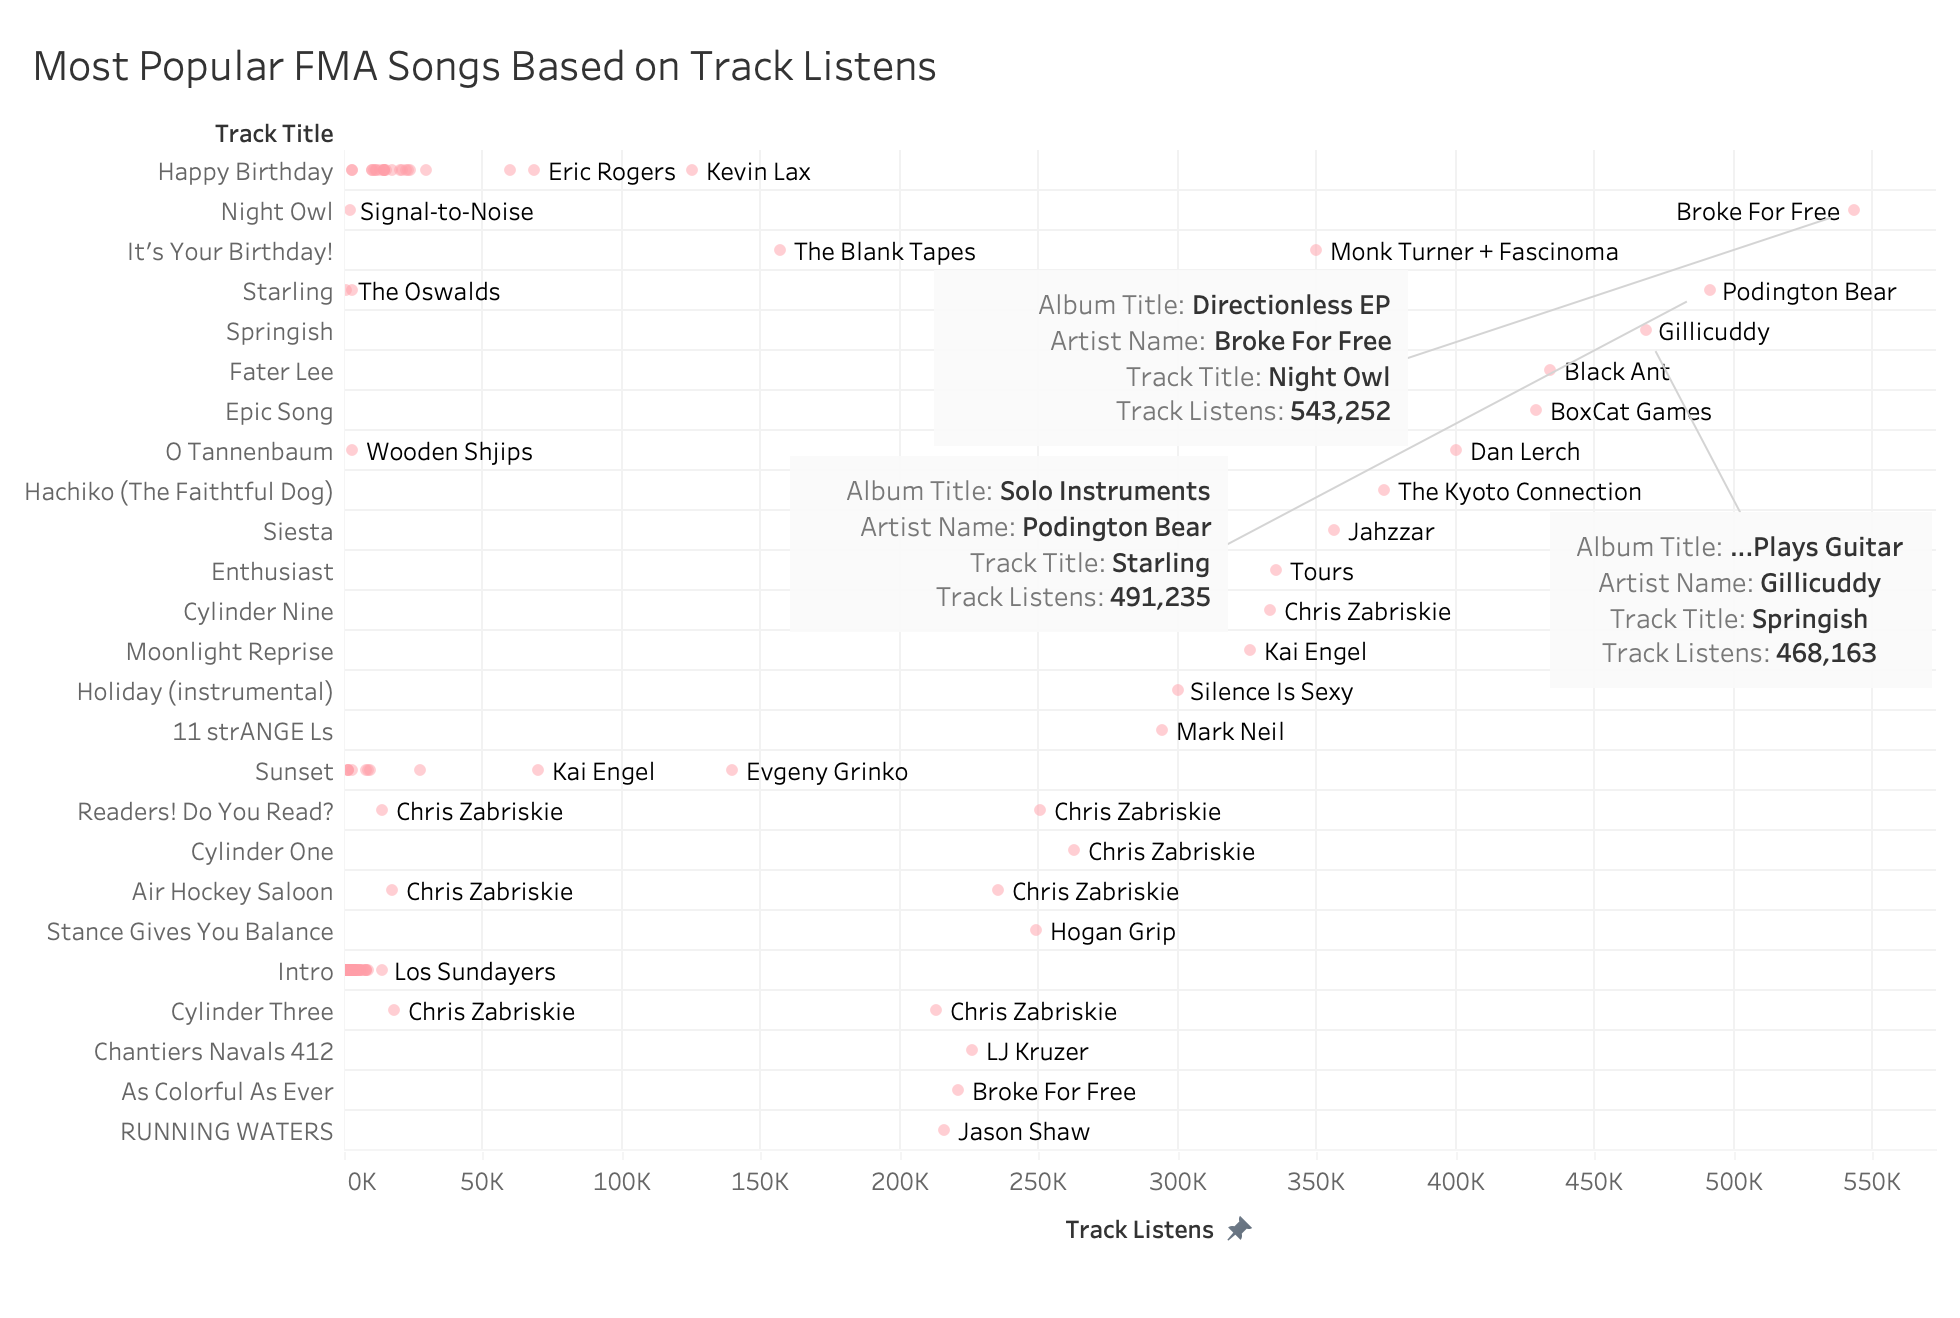 Most Popular FMA Songs Based on Track Listens
Track Title
Happy Birthday Eric Rogers Kevin Lax
Night Owl Signal-to-Noise Broke For Free
It's Your Birthday! The Blank Tapes Monk Turner + Fascinoma
Starling The Oswalds Podington Bear
Album Title: Directionless EP
Artist Name: Broke For Free
Track Title: Night Owl
Track Listens: 543,252
Springish Gillicuddy
Fater Lee Black Ant
Epic Song BoxCat Games
O Tannenbaum Wooden Shjips Dan Lerch
Hachiko (The Faithtful Dog) The Kyoto Connection
Album Title: Solo Instruments
Artist Name: Podington Bear
Track Title: Starling
Track Listens: 491,235
Siesta Jahzzar
Album Title: ...Plays Guitar
Artist Name: Gillicuddy
Track Title: Springish
Track Listens: 468,163
Enthusiast Tours
Cylinder Nine Chris Zabriskie
Moonlight Reprise Kai Engel
Holiday (instrumental) Silence Is Sexy
11 strANGE Ls Mark Neil
Sunset Kai Engel Evgeny Grinko
Readers! Do You Read? Chris Zabriskie Chris Zabriskie
Cylinder One Chris Zabriskie
Air Hockey Saloon Chris Zabriskie Chris Zabriskie
Stance Gives You Balance Hogan Grip
Intro Los Sundayers
Cylinder Three Chris Zabriskie Chris Zabriskie
Chantiers Navals 412 LJ Kruzer
As Colorful As Ever Broke For Free
RUNNING WATERS Jason Shaw
0K 50K 100K 150K 200K 250K 300K 350K 400K 450K 500K 550K
Track Listens